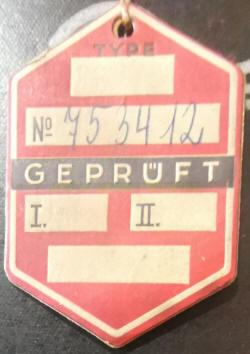 TYPE
№ 753412
GEPRÜFT
I. II.